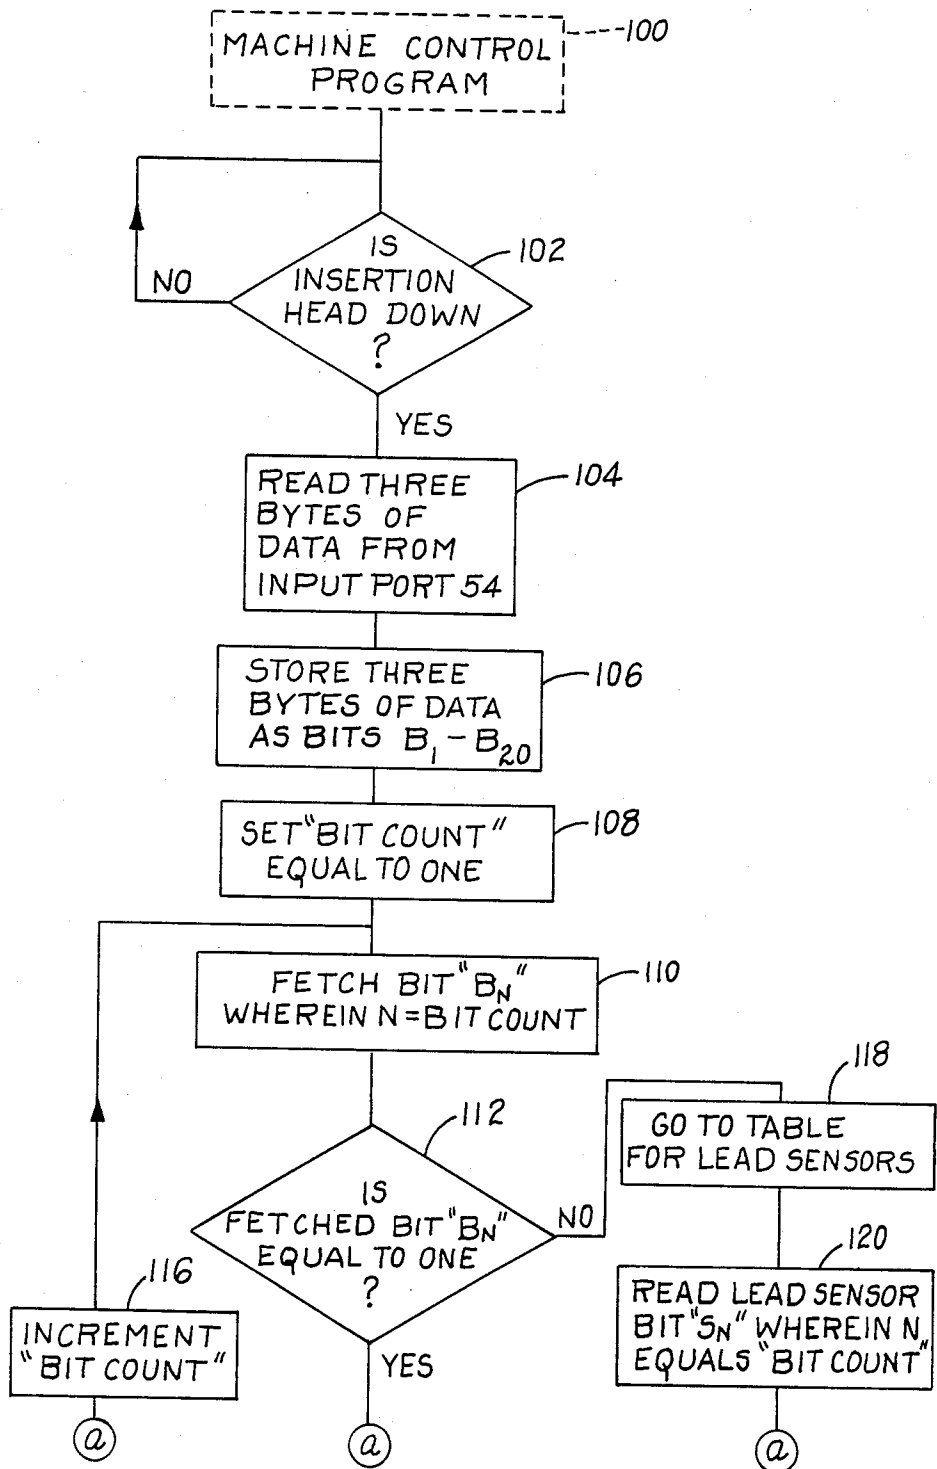 MACHINE CONTROL
PROGRAM
100
IS
INSERTION
HEAD DOWN
?
102
NO
YES
READ THREE
BYTES OF
DATA FROM
INPUT PORT 54
104
STORE THREE
BYTES OF DATA
AS BITS B1 - B20
106
SET "BIT COUNT"
EQUAL TO ONE
108
FETCH BIT "BN"
WHEREIN N = BIT COUNT
110
IS
FETCHED BIT "BN"
EQUAL TO ONE
?
112
NO
YES
118
GO TO TABLE
FOR LEAD SENSORS
120
READ LEAD SENSOR
BIT "SN" WHEREIN N
EQUALS "BIT COUNT"
116
INCREMENT
"BIT COUNT"
a
a
a